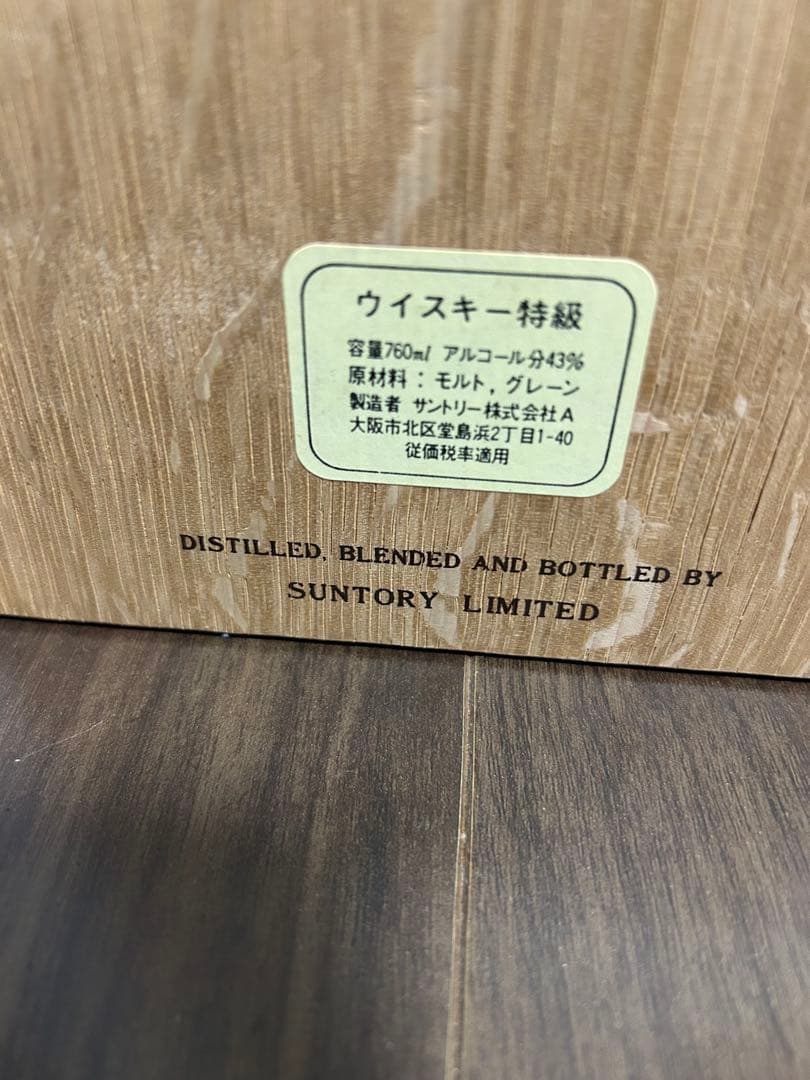 ウイスキー特級
容量760ml アルコール分43%
原材料：モルト，グレーン
製造者 サントリー株式会社A
大阪市北区堂島浜2丁目1-40
従価税率適用
DISTILLED, BLENDED AND BOTTLED BY
SUNTORY LIMITED